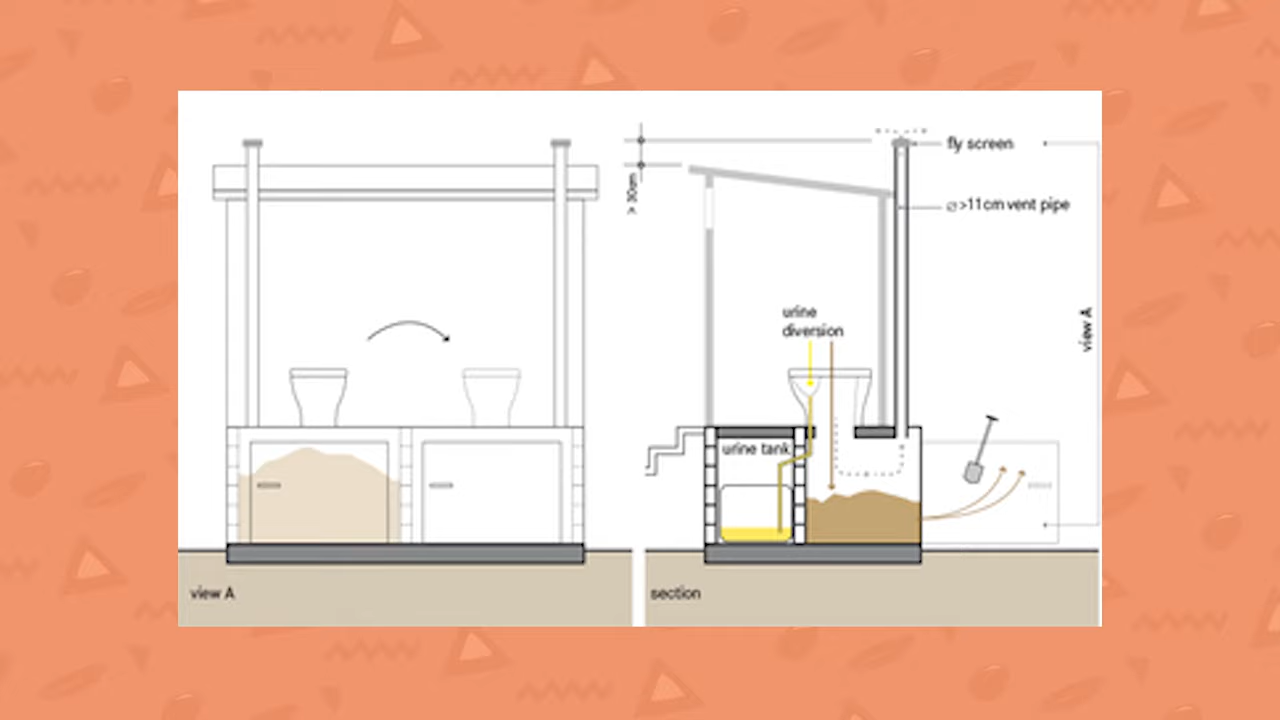 > 30cm
fly screen
⌀ >11cm vent pipe
urine
diversion
view A
urine tank
view A
section